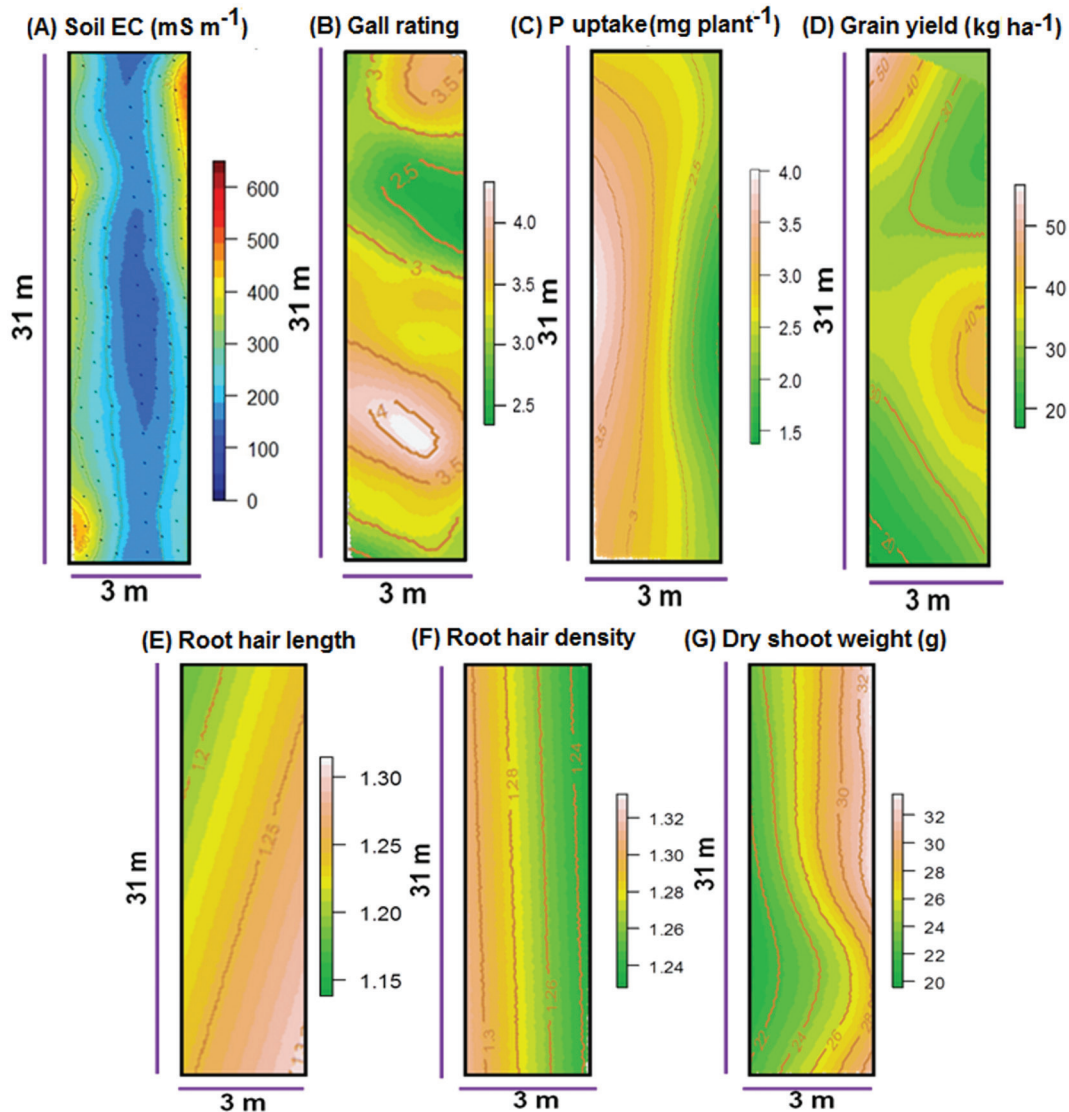 (A) Soil EC (mS m-1)
(B) Gall rating
(C) P uptake (mg plant-1)
(D) Grain yield (kg ha-1)
31 m
600
500
400
300
200
100
0
3 m
31 m
3
3.5
2.5
3
4
3.5
4.0
3.5
3.0
2.5
3 m
31 m
2.5
3.5
3
4.0
3.5
3.0
2.5
2.0
1.5
3 m
31 m
50
40
30
40
50
40
30
20
3 m
(E) Root hair length
(F) Root hair density
(G) Dry shoot weight (g)
31 m
1.2
1.25
1.30
1.25
1.20
1.15
3 m
31 m
1.28
1.24
1.26
1.3
1.32
1.30
1.28
1.26
1.24
3 m
31 m
32
30
22
24
26
28
32
30
28
26
24
22
20
3 m